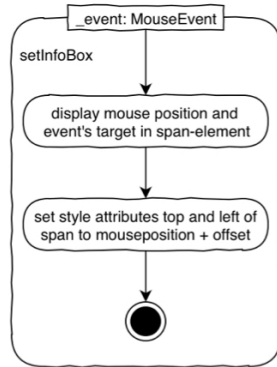 _event: MouseEvent
setInfoBox
display mouse position and
event's target in span-element
set style attributes top and left of
span to mouseposition + offset